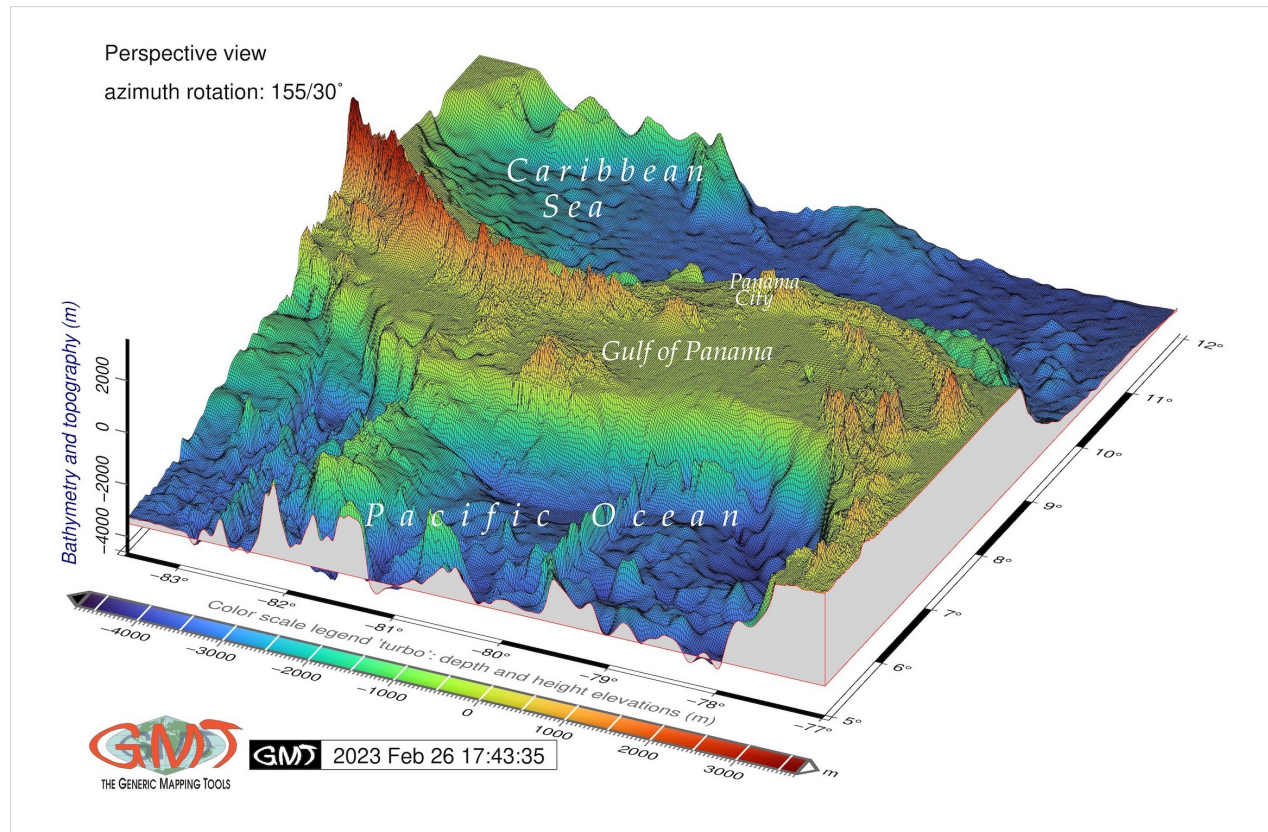 Perspective view
azimuth rotation: 155/30°
Caribbean
Sea
Panama
City
Gulf of Panama
Pacific Ocean
Bathymetry and topography (m)
2000
0
−2000
−4000
12°
11°
10°
9°
8°
7°
6°
5°
−83°
−82°
−81°
−80°
−79°
−78°
−77°
Color scale legend 'turbo': depth and height elevations (m)
−4000
−3000
−2000
−1000
0
1000
2000
3000
m
GMT
THE GENERIC MAPPING TOOLS
GMT 2023 Feb 26 17:43:35